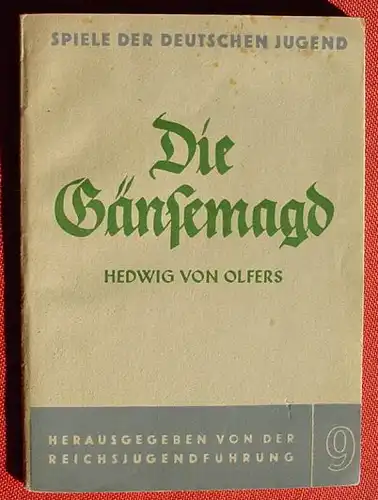 SPIELE DER DEUTSCHEN JUGEND
Die
Gänsemagd
HEDWIG VON OLFERS
HERAUSGEGEBEN VON DER
REICHSJUGENDFÜHRUNG
9